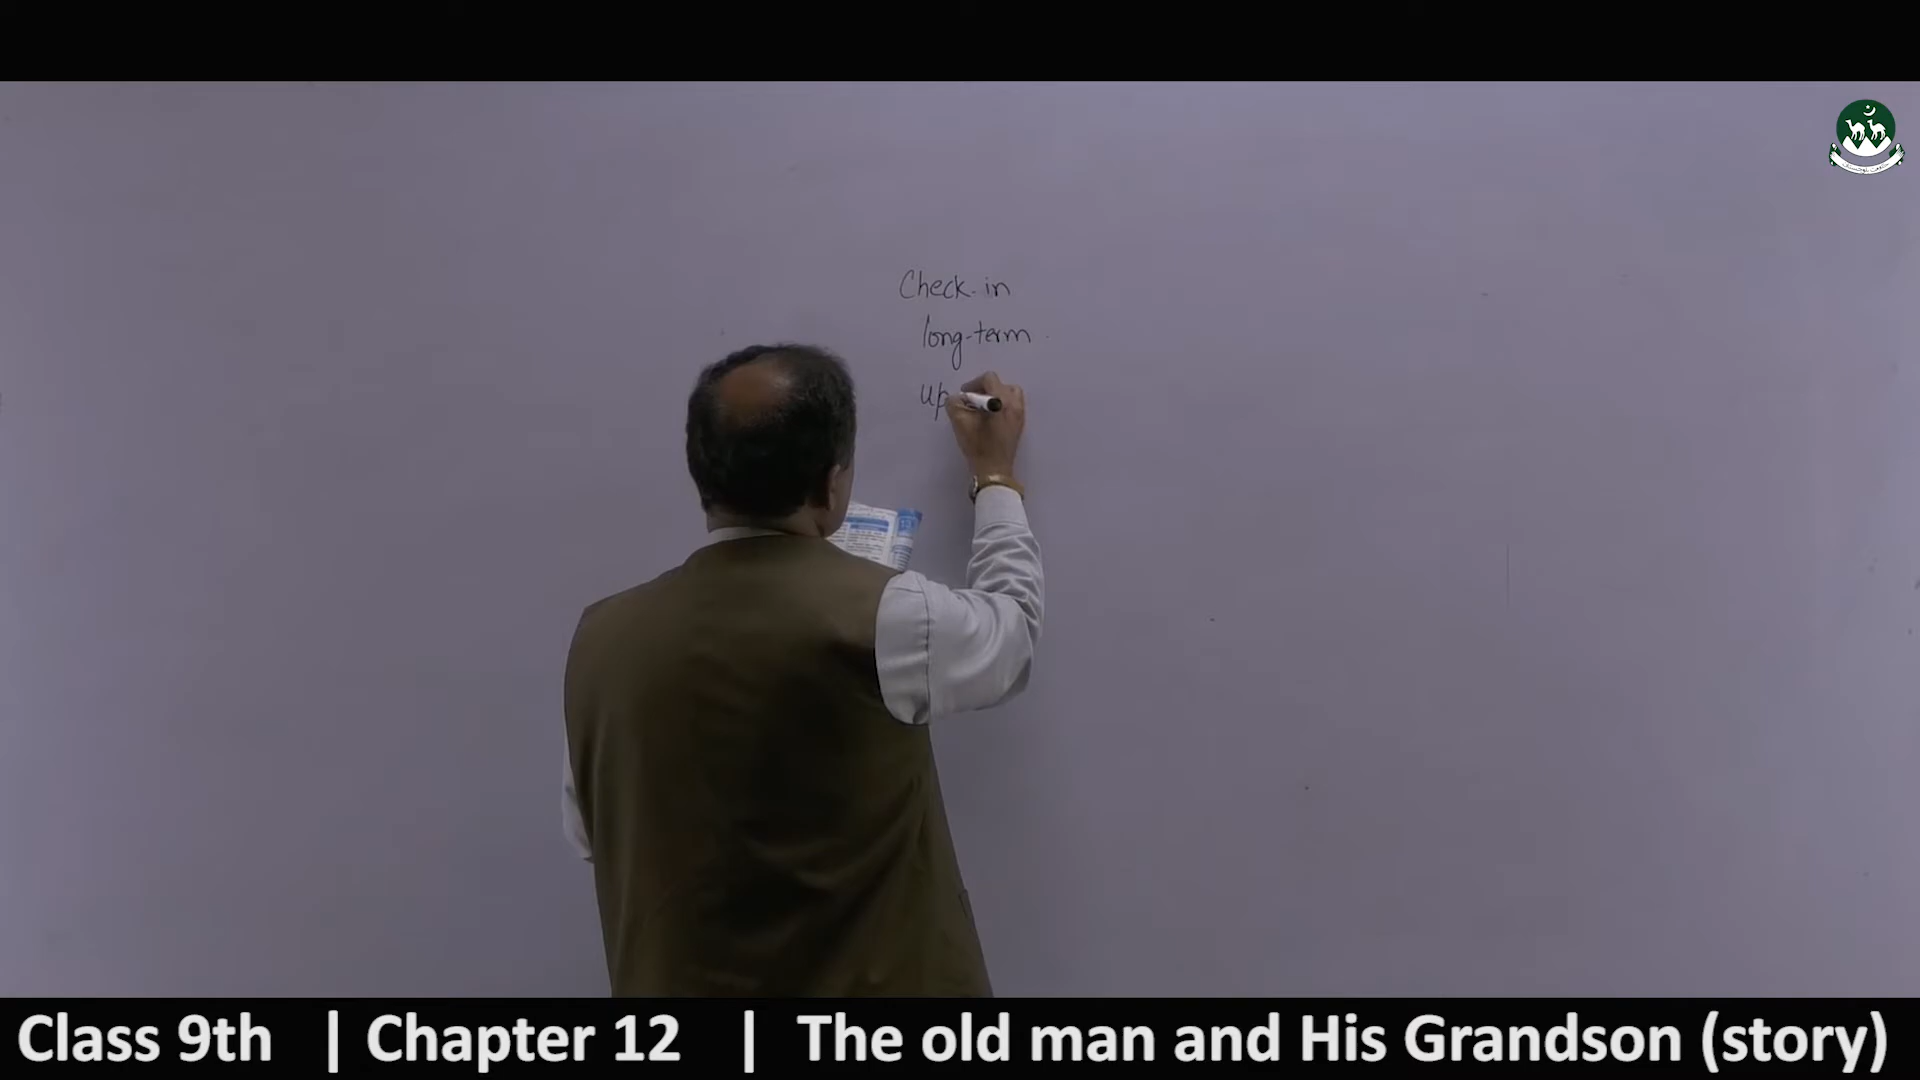 Check-in
long-term
up
Class 9th | Chapter 12 | The old man and His Grandson (story)